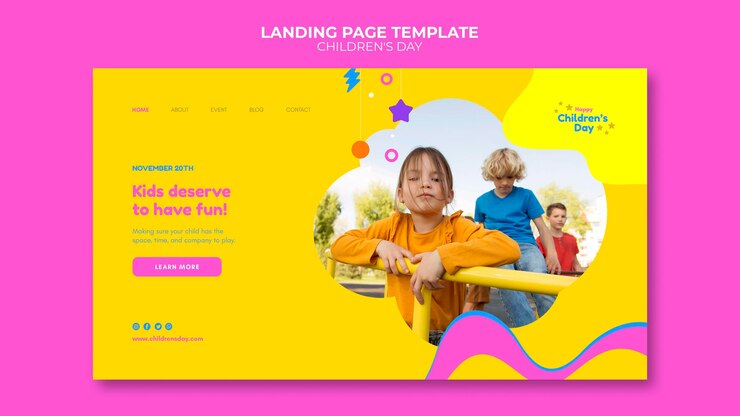 LANDING PAGE TEMPLATE
CHILDREN'S DAY
HOME ABOUT EVENT BLOG CONTACT
Happy
Children's
Day
NOVEMBER 20TH
Kids deserve
to have fun!
Making sure your child has the
space, time, and company to play.
LEARN MORE
www.childrensday.com